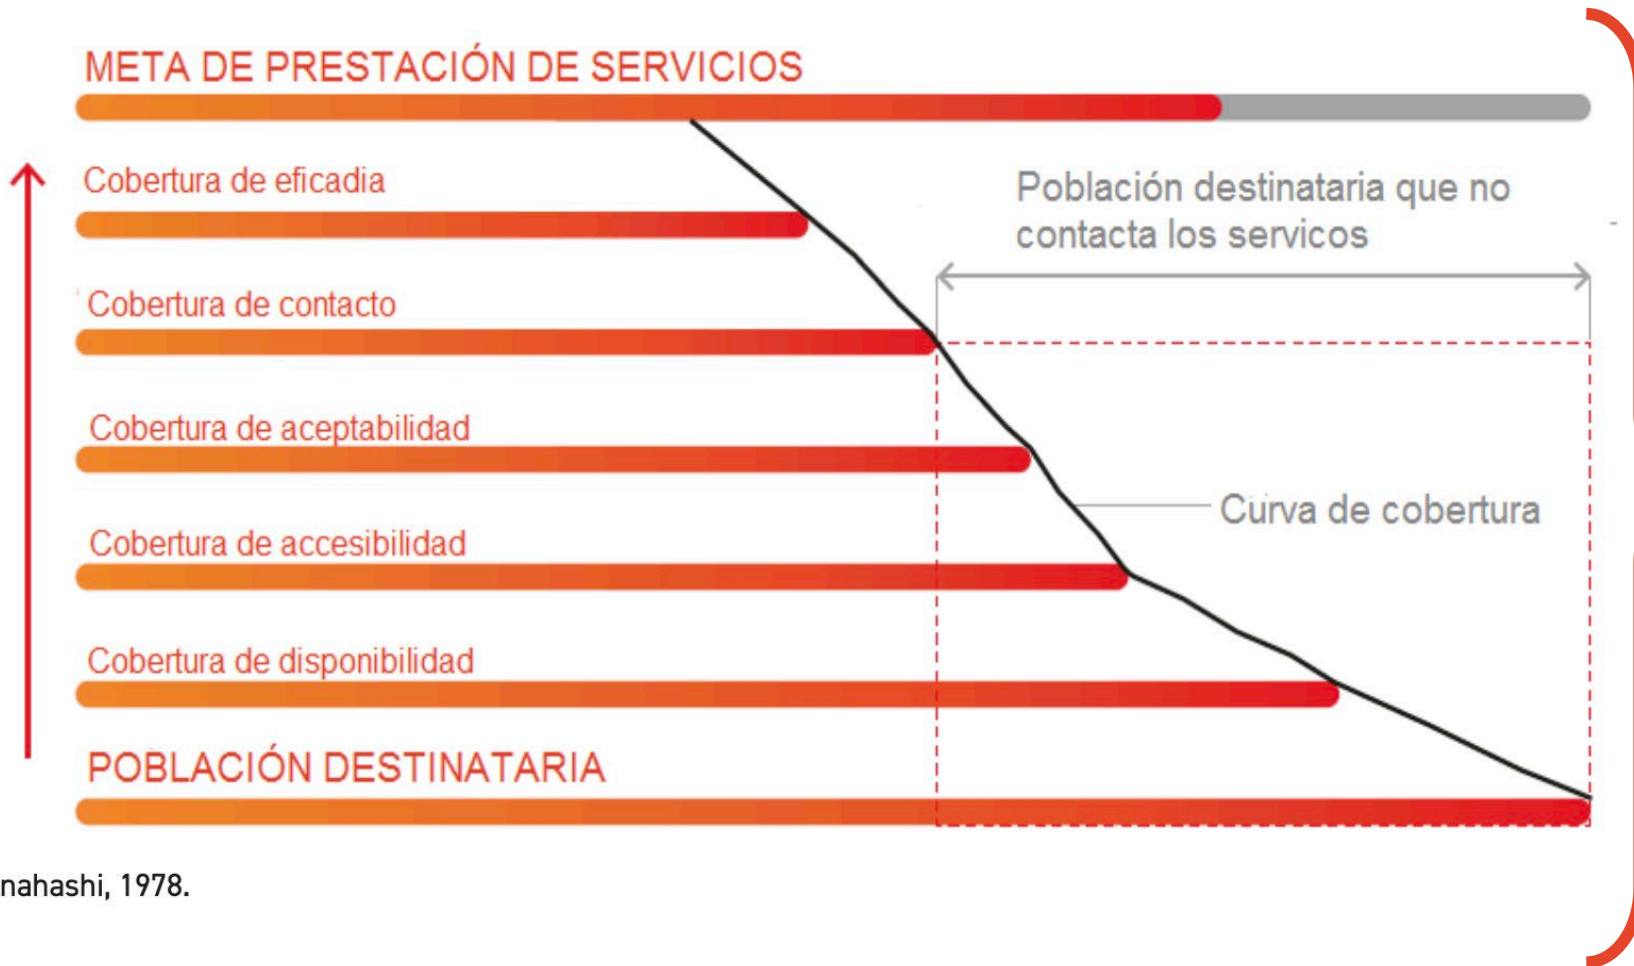 META DE PRESTACIÓN DE SERVICIOS
Cobertura de eficadia
Población destinataria que no
contacta los servicos
Cobertura de contacto
Cobertura de aceptabilidad
Curva de cobertura
Cobertura de accesibilidad
Cobertura de disponibilidad
POBLACIÓN DESTINATARIA
nahashi, 1978.